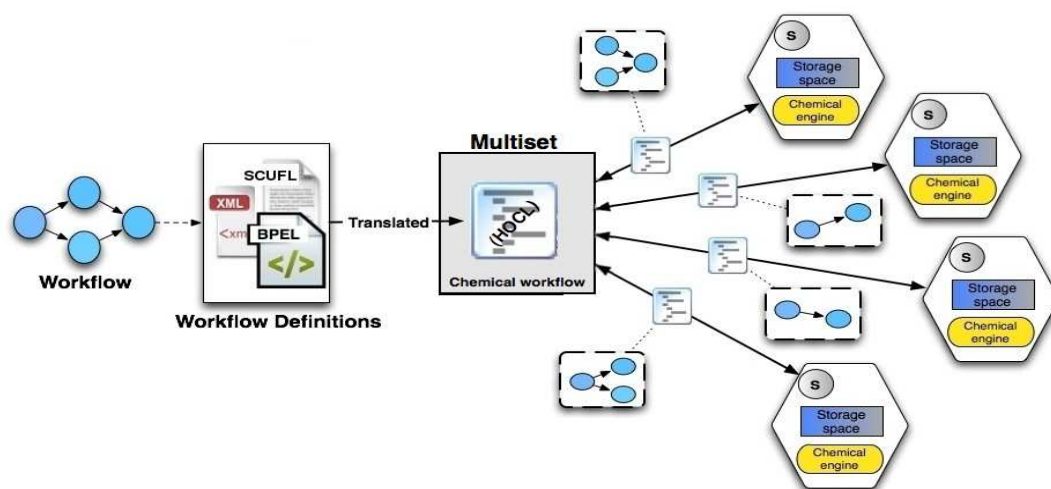 Workflow
SCUFL
XML
<xm
BPEL
</>
Workflow Definitions
Translated
Multiset
(HOCL)
Chemical workflow
S
Storage
space
Chemical
engine
S
Storage
space
Chemical
engine
S
Storage
space
Chemical
engine
S
Storage
space
Chemical
engine